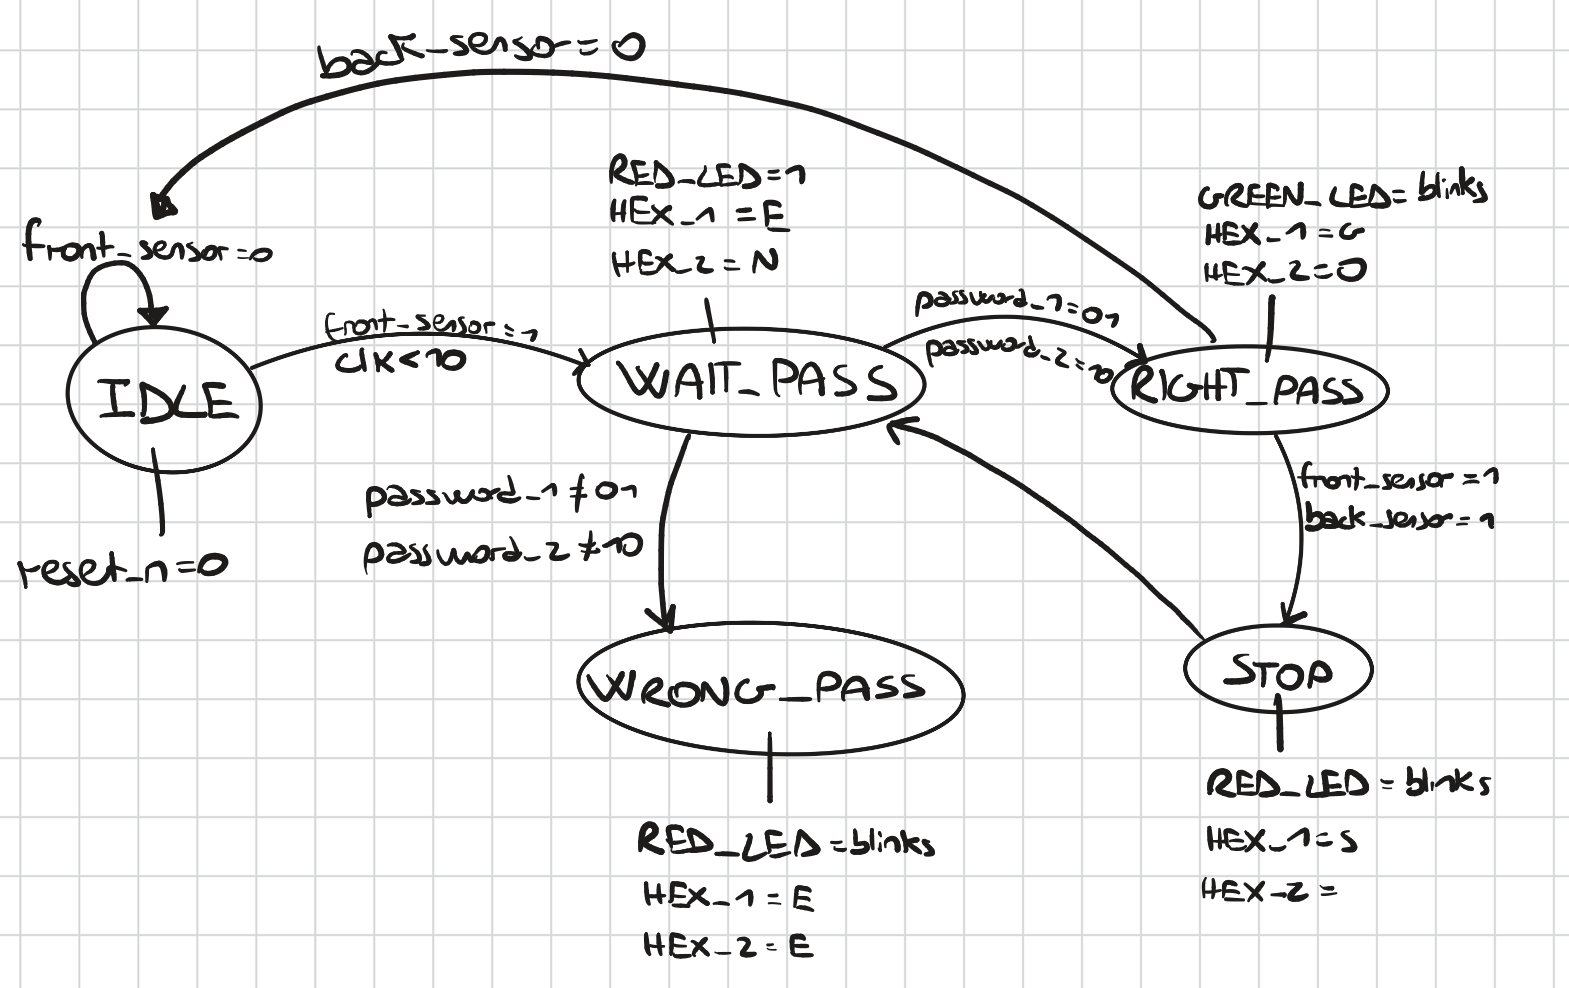 back_sensor = 0
RED_LED = 1
HEX_1 = E
HEX_2 = N
GREEN_LED = blinks
HEX_1 = G
HEX_2 = O
front_sensor = 0
front_sensor = 1
clk < 10
password_1 = 01
password_2 = 10
IDLE
WAIT_PASS
RIGHT_PASS
reset_n = 0
password_1 ≠ 01
password_2 ≠ 10
front_sensor = 1
back_sensor = 1
WRONG_PASS
STOP
RED_LED = blinks
HEX_1 = E
HEX_2 = E
RED_LED = blinks
HEX_1 = S
HEX_2 =